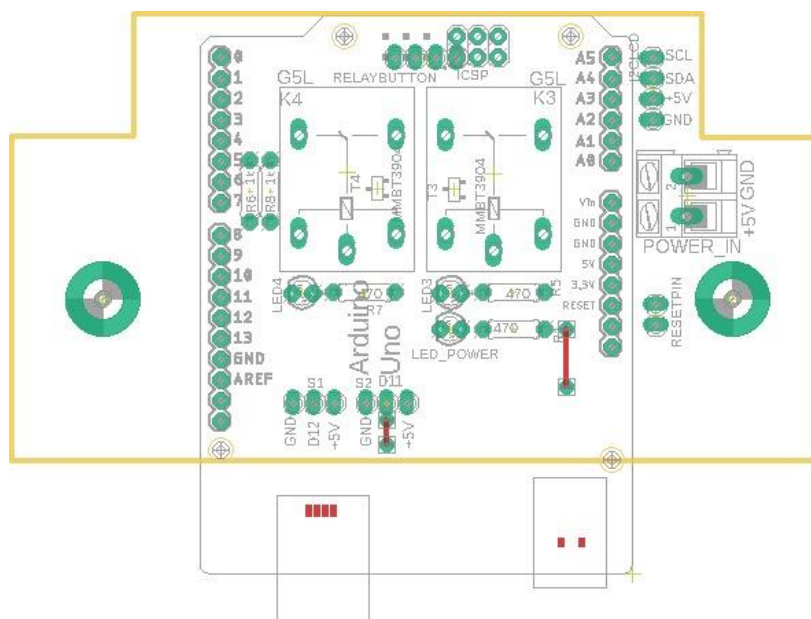 0
1
2
3
4
5
6
7
8
9
10
11
12
13
GND
AREF
RELAYBUTTON
ICSP
G5L
K4
G5L
K3
T4
MMBT3904
T3
MMBT3904
R6
1k
R8
1k
A5
A4
A3
A2
A1
A0
SCL
SDA
+5V
GND
2
1
GND
+5V
POWER_IN
Vin
GND
GND
5V
3.3V
RESET
RESETPIN
LED4
470
R7
LED3
470
R5
470
LED_POWER
Arduino
Uno
S1
GND
D12
+5V
S2
D11
GND
+5V